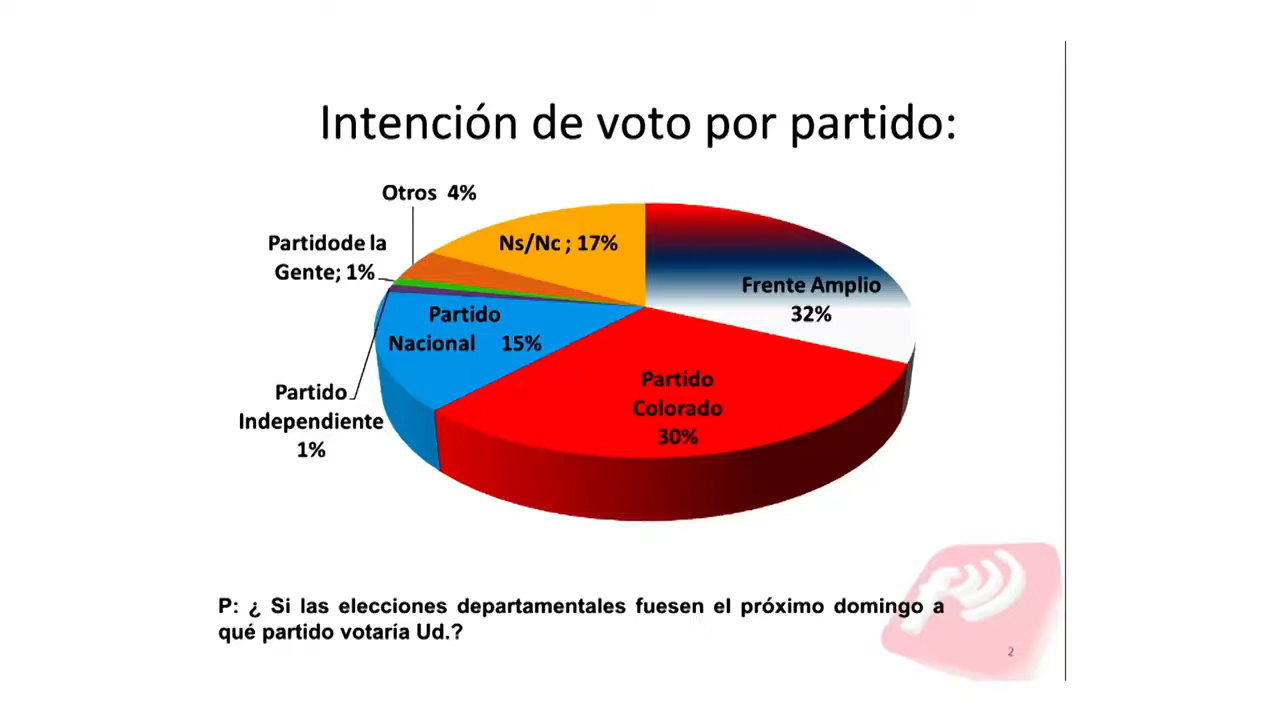 Intención de voto por partido:
Otros 4%
Partidode la
Gente; 1%
Ns/Nc ; 17%
Frente Amplio
32%
Partido
Nacional 15%
Partido
Colorado
30%
Partido
Independiente
1%
P: ¿ Si las elecciones departamentales fuesen el próximo domingo a
qué partido votaría Ud.?
2